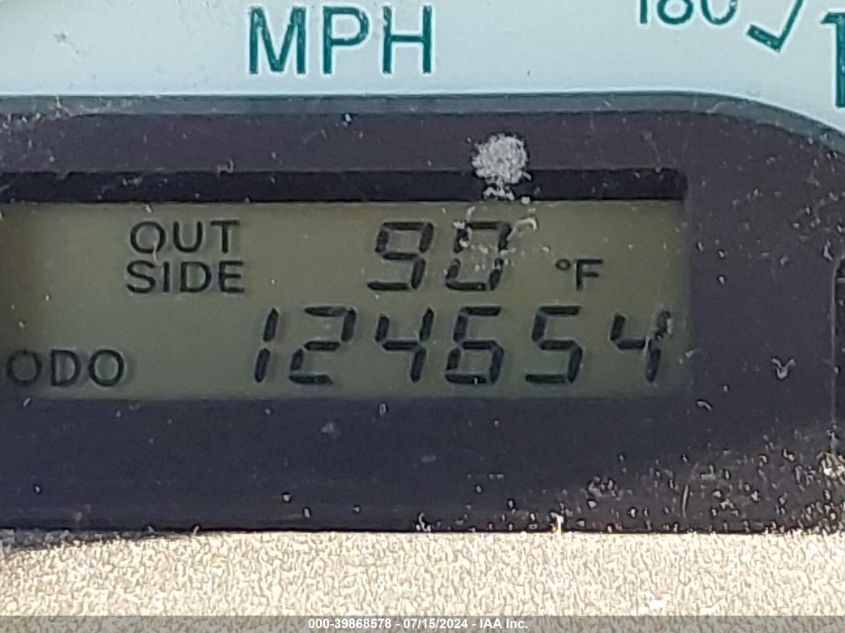 MPH
180
OUT 90 °F
SIDE
ODO 124654
000-39868578 - 07/15/2024 - IAA Inc.